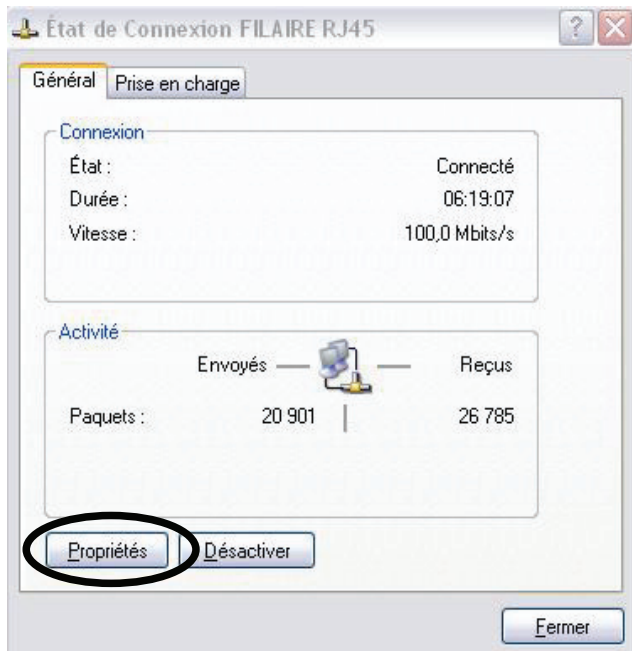 État de Connexion FILAIRE RJ45
Général Prise en charge
Connexion
État : Connecté
Durée : 06:19:07
Vitesse : 100,0 Mbits/s
Activité
Envoyés Reçus
Paquets : 20 901 26 785
Propriétés Désactiver
Fermer